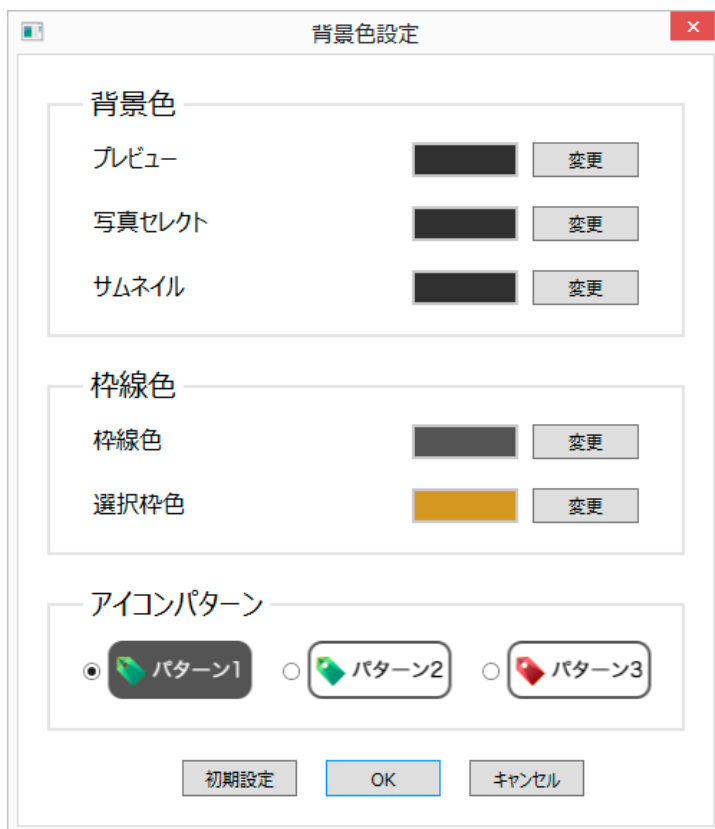 背景色設定
背景色
プレビュー 変更
写真セレクト 変更
サムネイル 変更
枠線色
枠線色 変更
選択枠色 変更
アイコンパターン
パターン1 パターン2 パターン3
初期設定 OK キャンセル